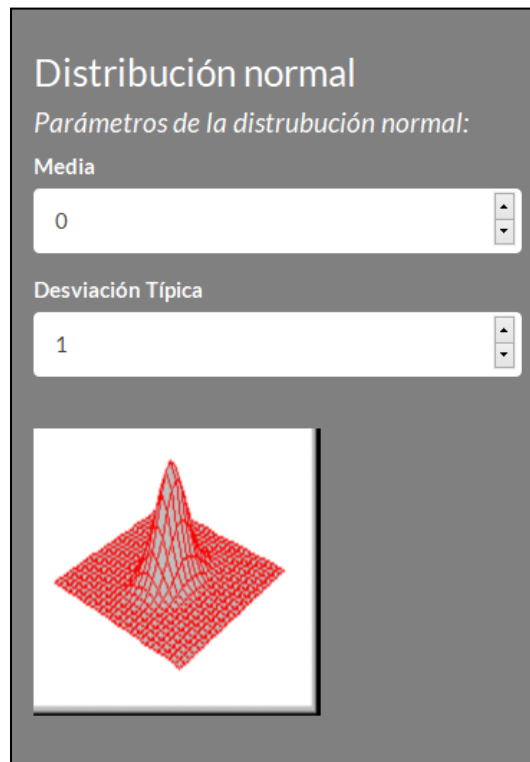 Distribución normal
Parámetros de la distrubución normal:
Media
0
Desviación Típica
1